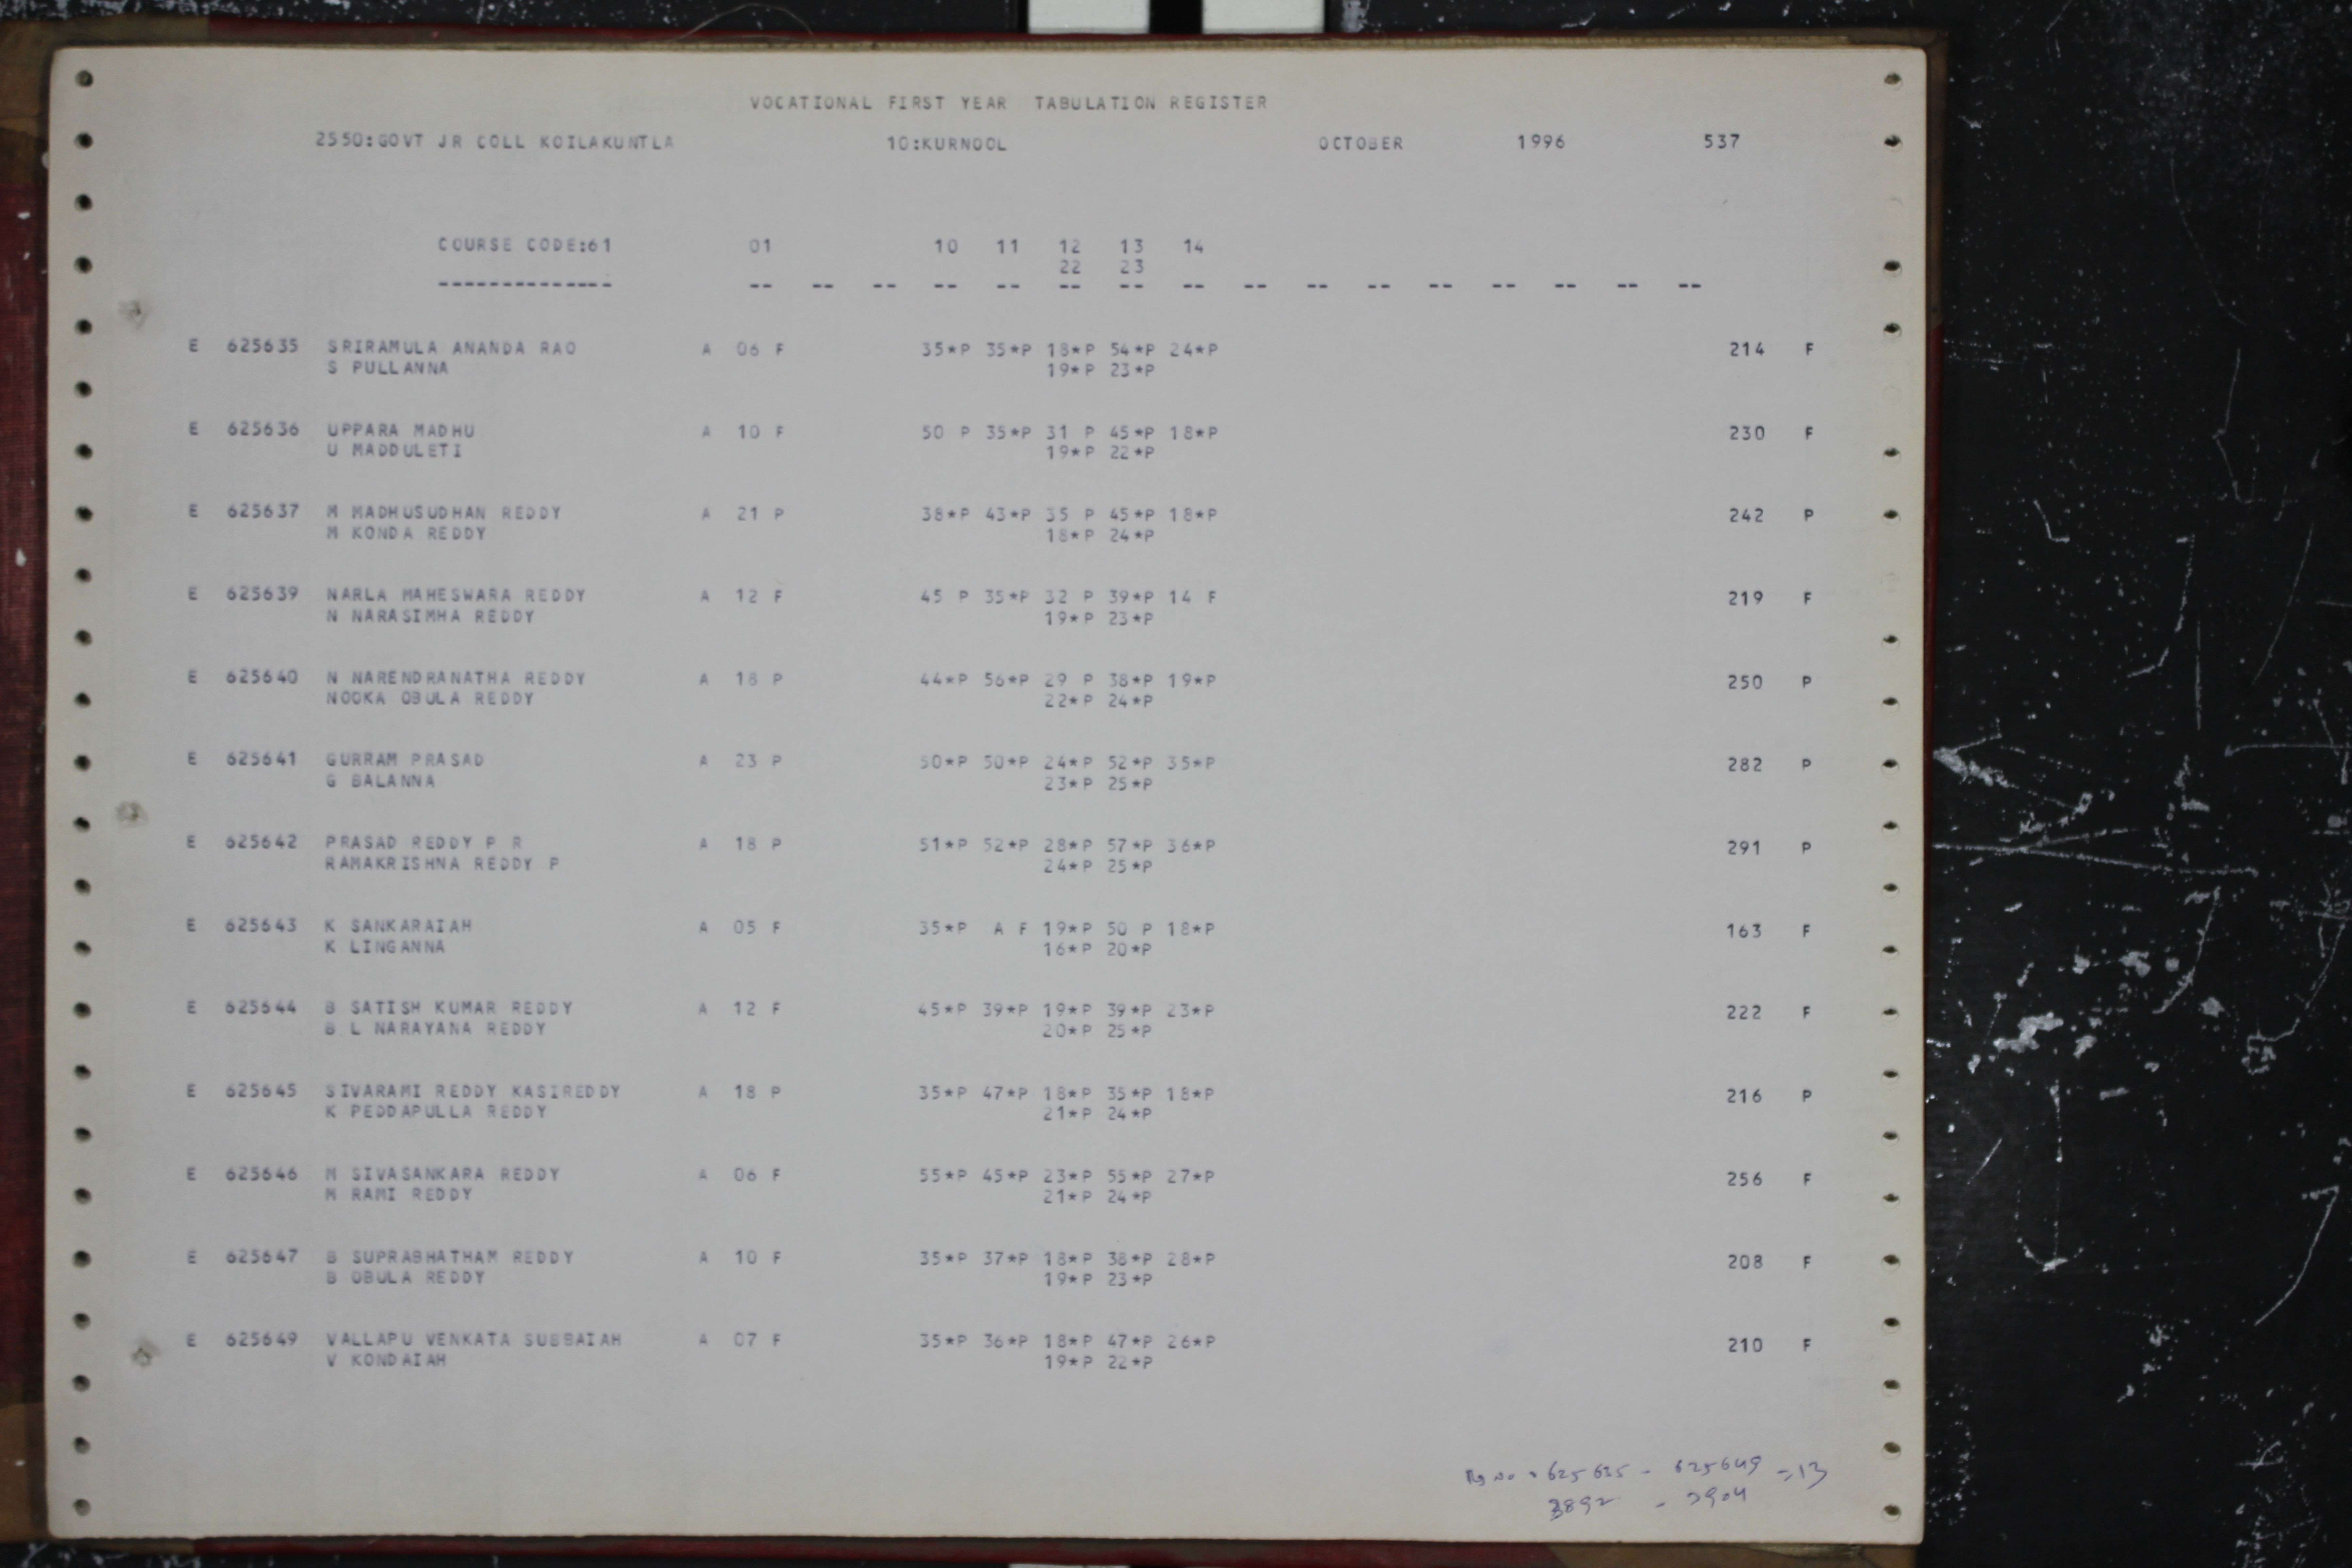 VOCATIONAL FIRST YEAR TABULATION REGISTER
2550:GOVT JR COLL KOILAKUNTLA 10:KURNOOL OCTOBER 1996 537
COURSE CODE:61 01 10 11 12 13 14
22 23
-------------- -- -- -- -- -- -- -- -- -- -- -- -- -- -- -- --
E 625635 SRIRAMULA ANANDA RAO A 06 F 35*P 35*P 18*P 54*P 24*P 214 F
S PULLANNA 19*P 23*P
E 625636 UPPARA MADHU A 10 F 50 P 35*P 31 P 45*P 18*P 230 F
U MADDULETI 19*P 22*P
E 625637 M MADHUSUDHAN REDDY A 21 P 38*P 43*P 35 P 45*P 18*P 242 P
M KONDA REDDY 18*P 24*P
E 625639 NARLA MAHESWARA REDDY A 12 F 45 P 35*P 32 P 39*P 14 F 219 F
N NARASIMHA REDDY 19*P 23*P
E 625640 N NARENDRANATHA REDDY A 18 P 44*P 56*P 29 P 38*P 19*P 250 P
NOOKA OBULA REDDY 22*P 24*P
E 625641 GURRAM PRASAD A 23 P 50*P 50*P 24*P 52*P 35*P 282 P
G BALANNA 23*P 25*P
E 625642 PRASAD REDDY P R A 18 P 51*P 52*P 28*P 57*P 36*P 291 P
RAMAKRISHNA REDDY P 24*P 25*P
E 625643 K SANKARAIAH A 05 F 35*P A F 19*P 50 P 18*P 163 F
K LINGANNA 16*P 20*P
E 625644 B SATISH KUMAR REDDY A 12 F 45*P 39*P 19*P 39*P 23*P 222 F
B L NARAYANA REDDY 20*P 25*P
E 625645 SIVARAMI REDDY KASIREDDY A 18 P 35*P 47*P 18*P 35*P 18*P 216 P
K PEDDAPULLA REDDY 21*P 24*P
E 625646 M SIVASANKARA REDDY A 06 F 55*P 45*P 23*P 55*P 27*P 256 F
M RAMI REDDY 21*P 24*P
E 625647 B SUPRABHATHAM REDDY A 10 F 35*P 37*P 18*P 38*P 28*P 208 F
B OBULA REDDY 19*P 23*P
E 625649 VALLAPU VENKATA SUBBAIAH A 07 F 35*P 36*P 18*P 47*P 26*P 210 F
V KONDAIAH 19*P 22*P
625635 - 625649 = 13
3892 - 3904